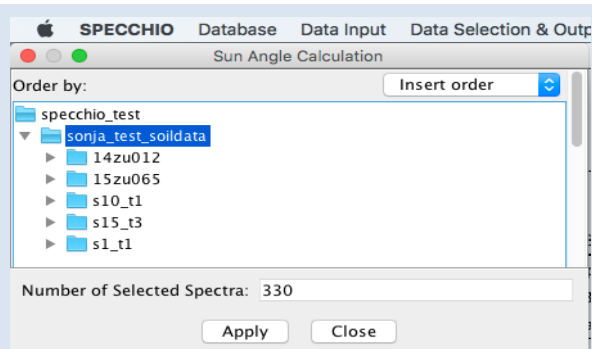 SPECCHIO Database Data Input Data Selection & Outp
Sun Angle Calculation
Order by: Insert order
specchio_test
sonja_test_soildata
14zu012
15zu065
s10_t1
s15_t3
s1_t1
Number of Selected Spectra: 330
Apply Close